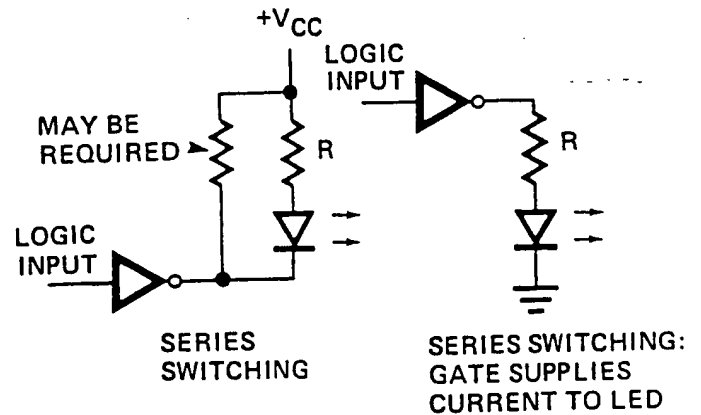 +VCC
LOGIC
INPUT
MAY BE
REQUIRED
R
R
LOGIC
INPUT
SERIES
SWITCHING
SERIES SWITCHING:
GATE SUPPLIES
CURRENT TO LED